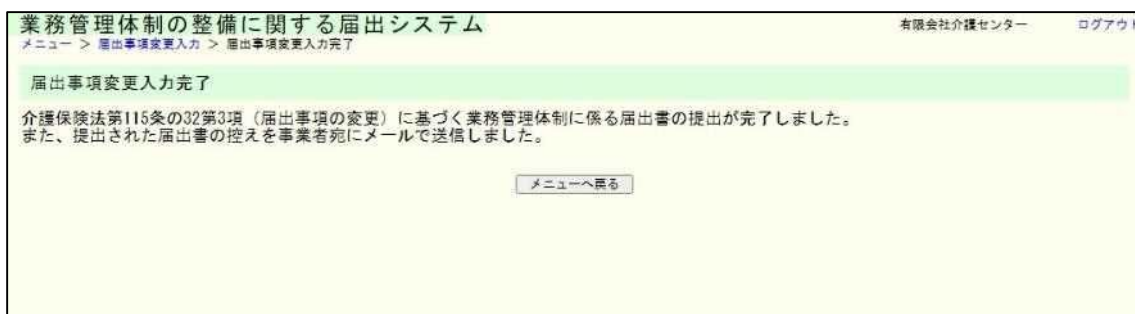 業務管理体制の整備に関する届出システム
有限会社介護センター ログアウト
メニュー > 届出事項変更入力 > 届出事項変更入力完了
届出事項変更入力完了
介護保険法第115条の32第3項（届出事項の変更）に基づく業務管理体制に係る届出書の提出が完了しました。
また、提出された届出書の控えを事業者宛にメールで送信しました。
メニューへ戻る